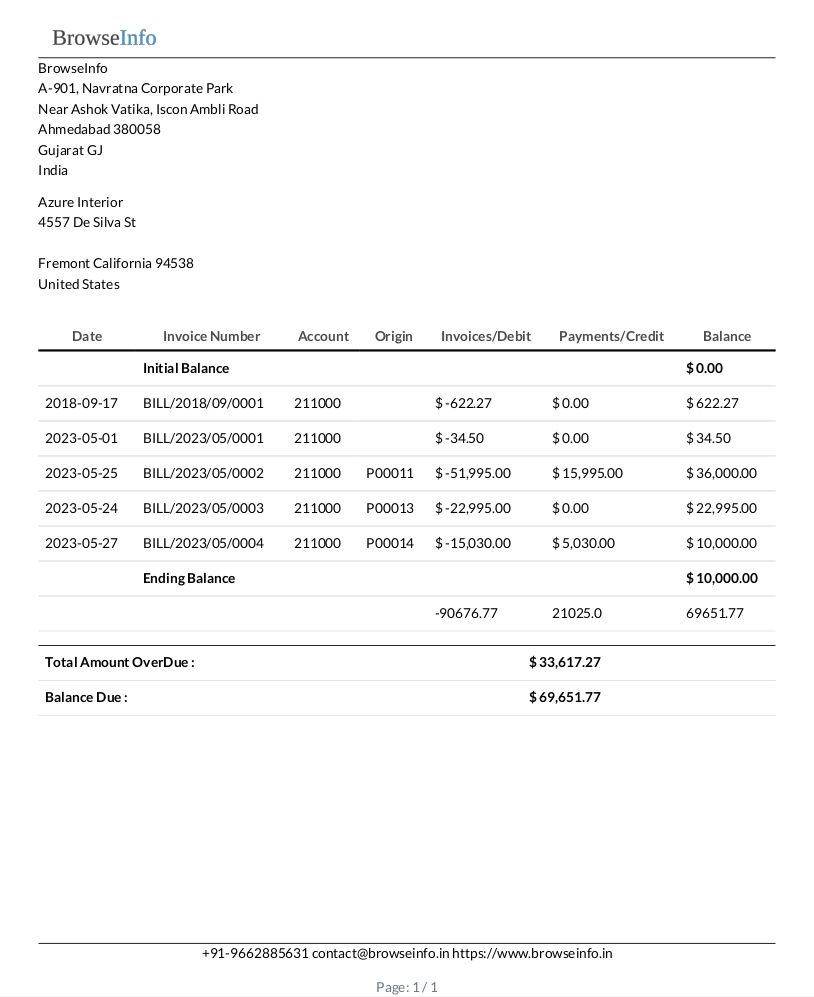 BrowseInfo
BrowseInfo
A-901, Navratna Corporate Park
Near Ashok Vatika, Iscon Ambli Road
Ahmedabad 380058
Gujarat GJ
India
Azure Interior
4557 De Silva St
Fremont California 94538
United States
Date Invoice Number Account Origin Invoices/Debit Payments/Credit Balance
Initial Balance $ 0.00
2018-09-17 BILL/2018/09/0001 211000 $ -622.27 $ 0.00 $ 622.27
2023-05-01 BILL/2023/05/0001 211000 $ -34.50 $ 0.00 $ 34.50
2023-05-25 BILL/2023/05/0002 211000 P00011 $ -51,995.00 $ 15,995.00 $ 36,000.00
2023-05-24 BILL/2023/05/0003 211000 P00013 $ -22,995.00 $ 0.00 $ 22,995.00
2023-05-27 BILL/2023/05/0004 211000 P00014 $ -15,030.00 $ 5,030.00 $ 10,000.00
Ending Balance $ 10,000.00
-90676.77 21025.0 69651.77
Total Amount OverDue : $ 33,617.27
Balance Due : $ 69,651.77
+91-9662885631 contact@browseinfo.in https://www.browseinfo.in
Page: 1 / 1